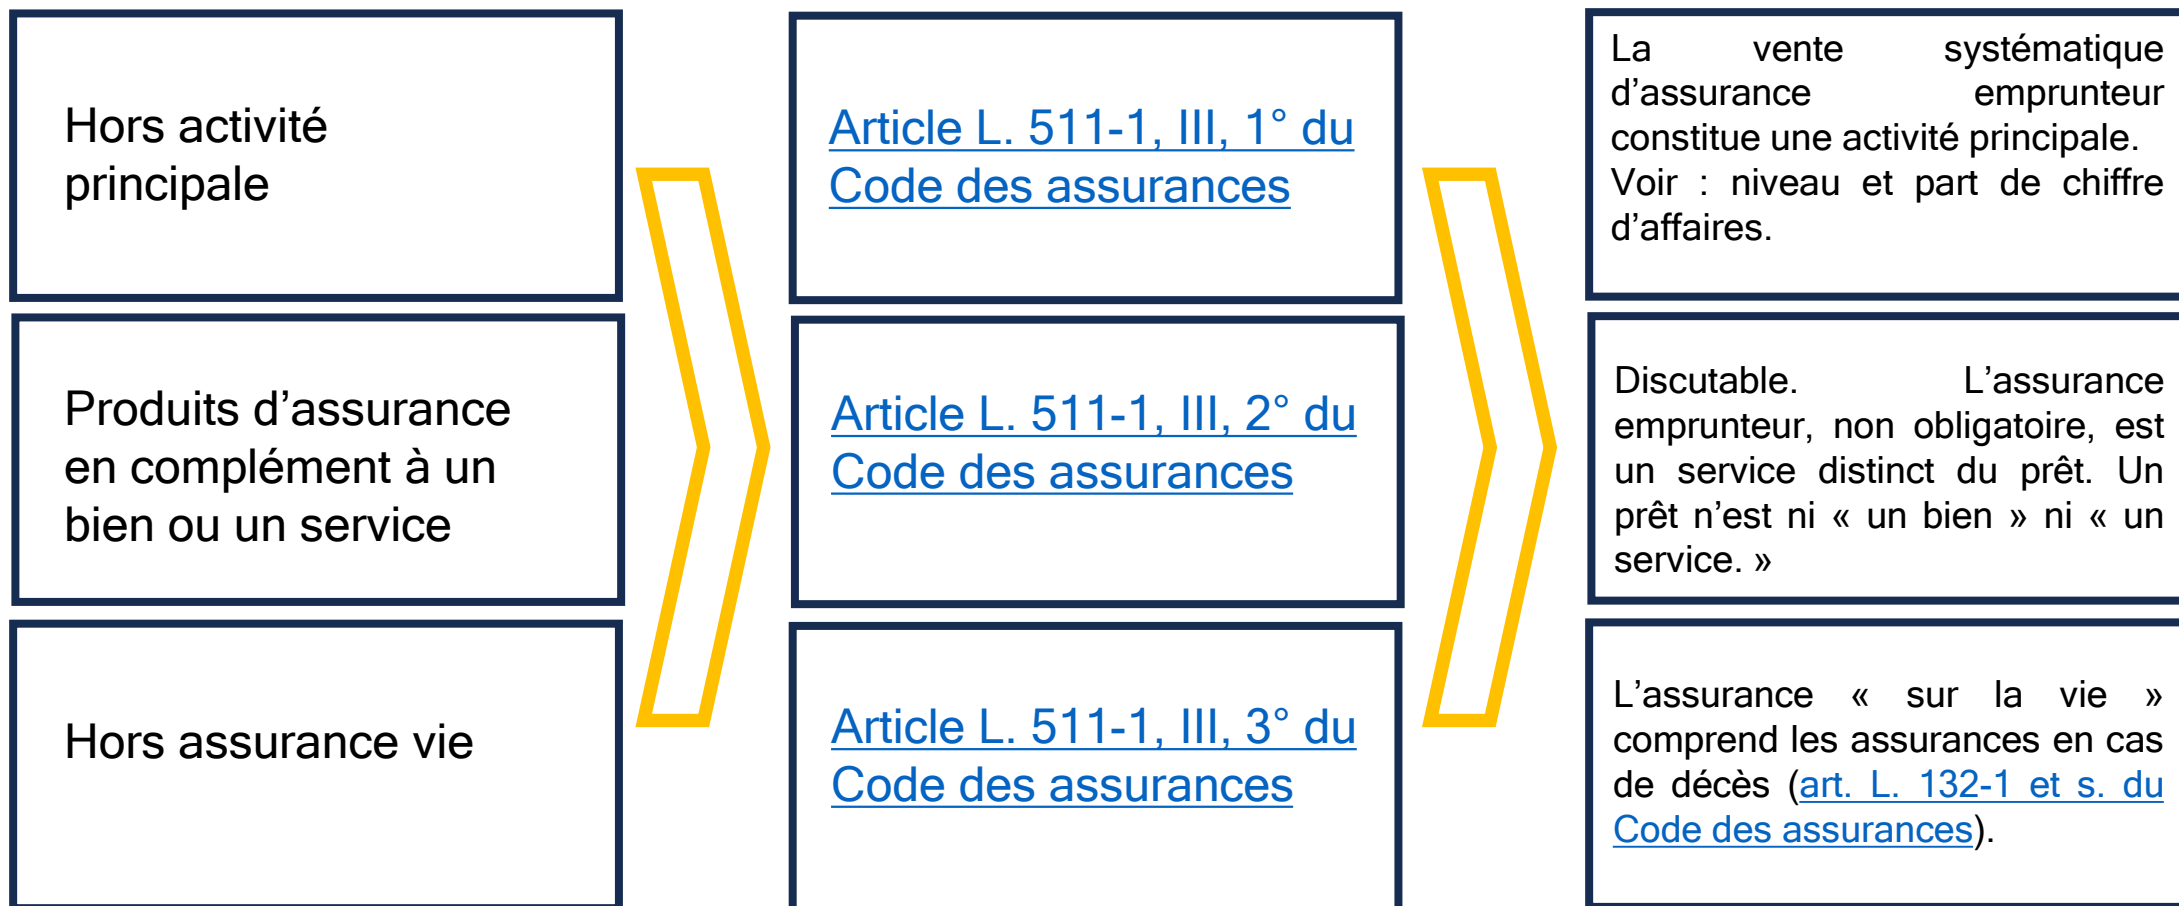 Hors activité
principale
Article L. 511-1, III, 1° du
Code des assurances
La vente systématique
d’assurance emprunteur
constitue une activité principale.
Voir : niveau et part de chiffre
d’affaires.
Produits d’assurance
en complément à un
bien ou un service
Article L. 511-1, III, 2° du
Code des assurances
Discutable. L’assurance
emprunteur, non obligatoire, est
un service distinct du prêt. Un
prêt n’est ni « un bien » ni « un
service. »
Hors assurance vie
Article L. 511-1, III, 3° du
Code des assurances
L’assurance « sur la vie »
comprend les assurances en cas
de décès (art. L. 132-1 et s. du
Code des assurances).